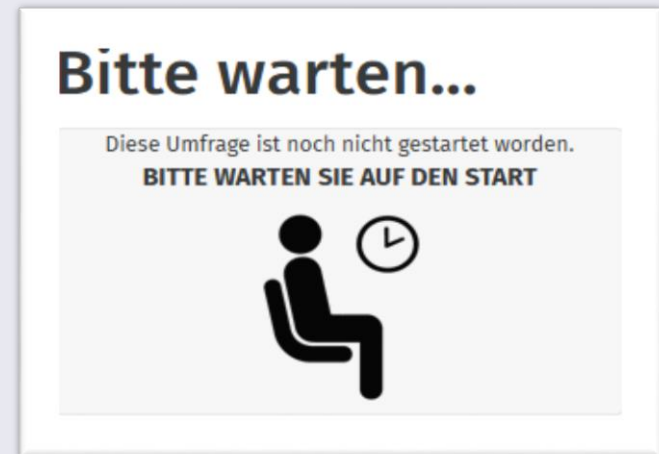 Bitte warten...
Diese Umfrage ist noch nicht gestartet worden.
BITTE WARTEN SIE AUF DEN START